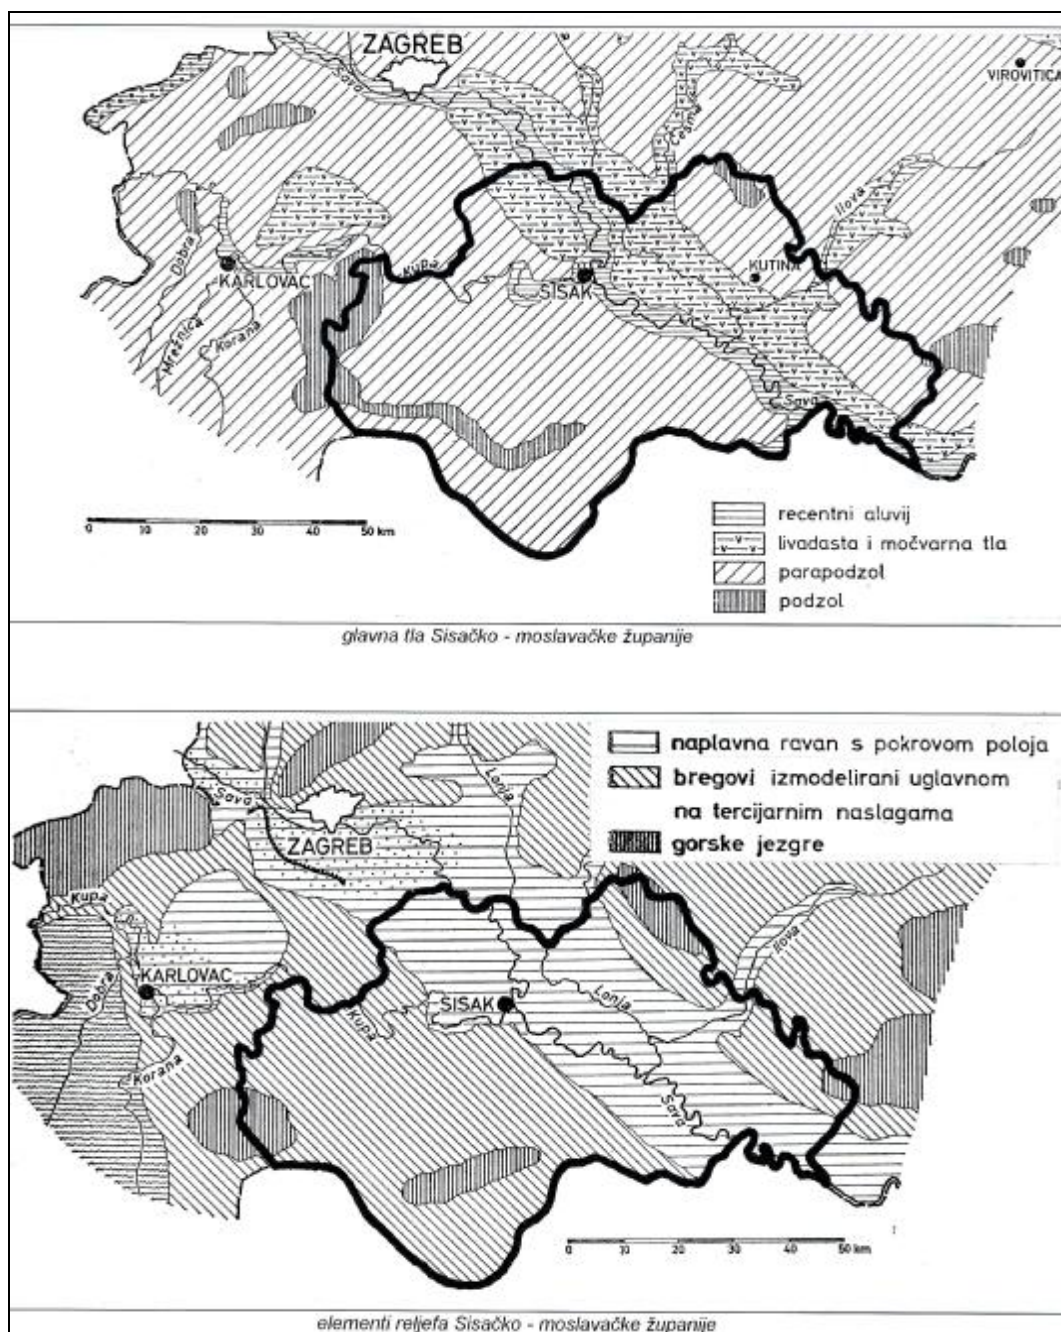 ZAGREB
Sava
VIROVITICA
Česma
Ilova
Dobra
KUTINA
Kupa
KARLOVAC
SISAK
Mrežnica
Korana
Sava
0 10 20 30 40 50 km
recentni aluvij
livadasta i močvarna tla
parapodzol
podzol
glavna tla Sisačko - moslavačke županije
naplavna ravan s pokrovom poloja
bregovi izmodelirani uglavnom
na tercijarnim naslagama
gorske jezgre
Lonja
Sava
ZAGREB
Kupa
Ilova
KARLOVAC
Dobra
SISAK
Lonja
Kupa
Korana
Sava
0 10 20 30 40 50 km
elementi reljefa Sisačko - moslavačke županije